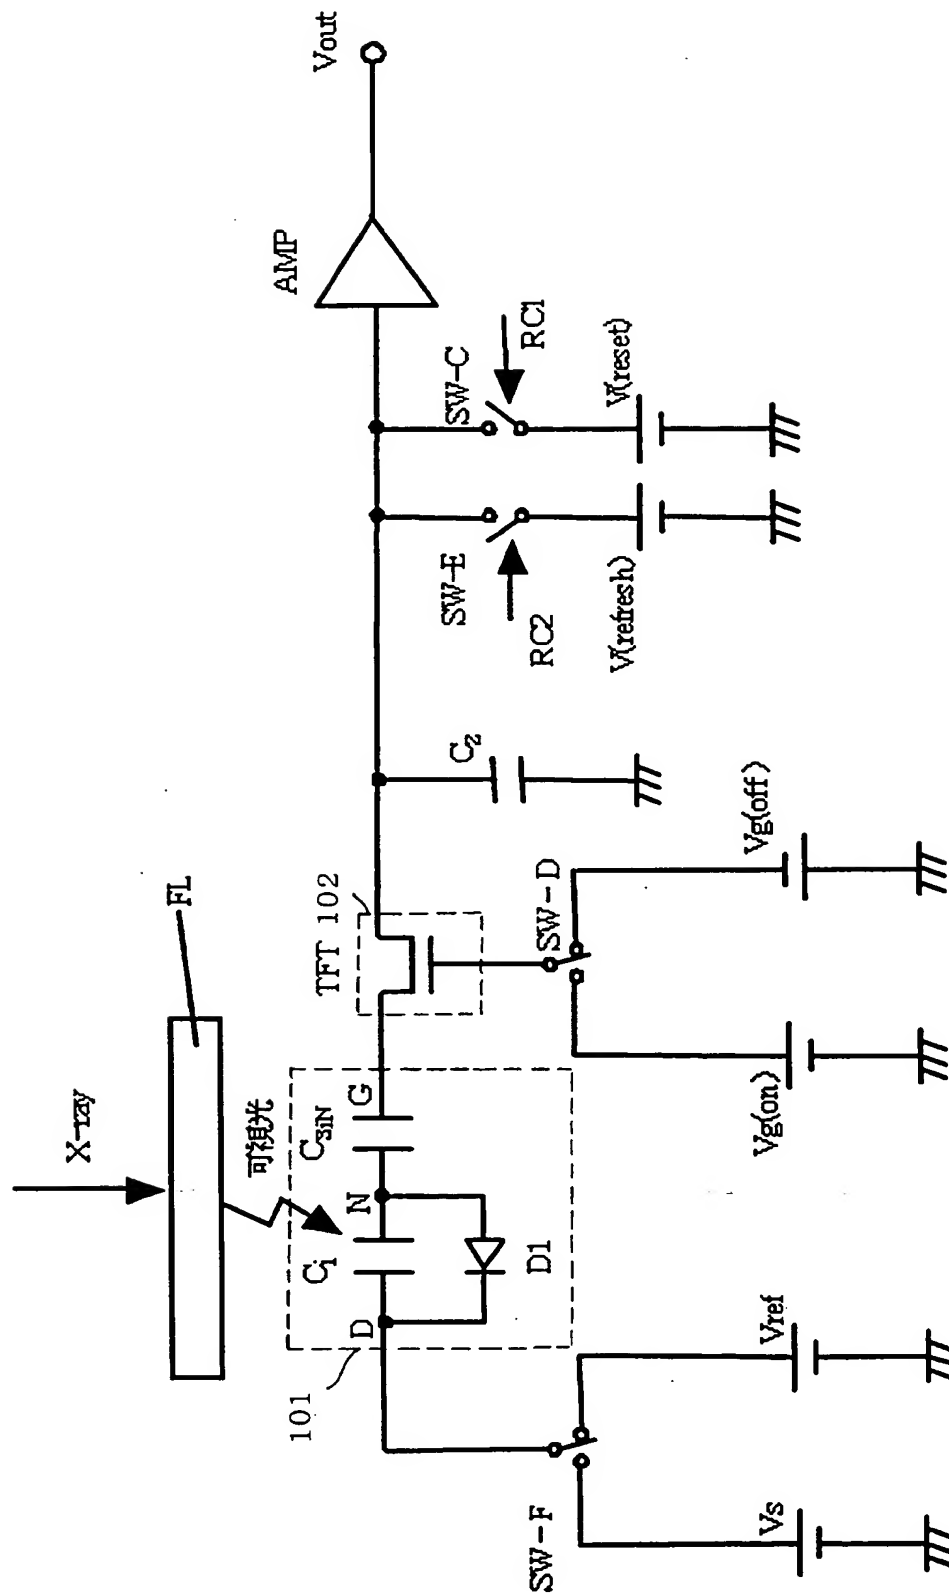 X-ray
FL
可視光
TFT 102
AMP
Vout
101
D
Ci
N
CSiN
G
D1
C2
SW-E
RC2
SW-C
RC1
V(refresh)
V(reset)
SW-F
Vs
Vref
SW-D
Vg(on)
Vg(off)